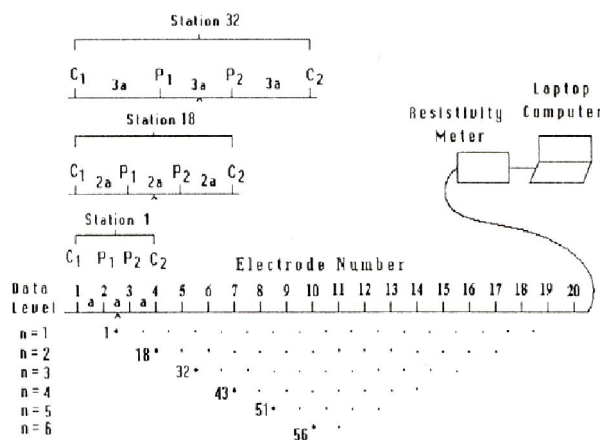 Station 32
C1 P1 P2 C2
3a 3a 3a
Laptop
Computer
Resistivity
Meter
Station 18
C1 P1 P2 C2
2a 2a 2a
Station 1
C1 P1 P2 C2
Electrode Number
Data
Level
1 2 3 4 5 6 7 8 9 10 11 12 13 14 15 16 17 18 19 20
a a a
n = 1 1
n = 2 18
n = 3 32
n = 4 43
n = 5 51
n = 6 56